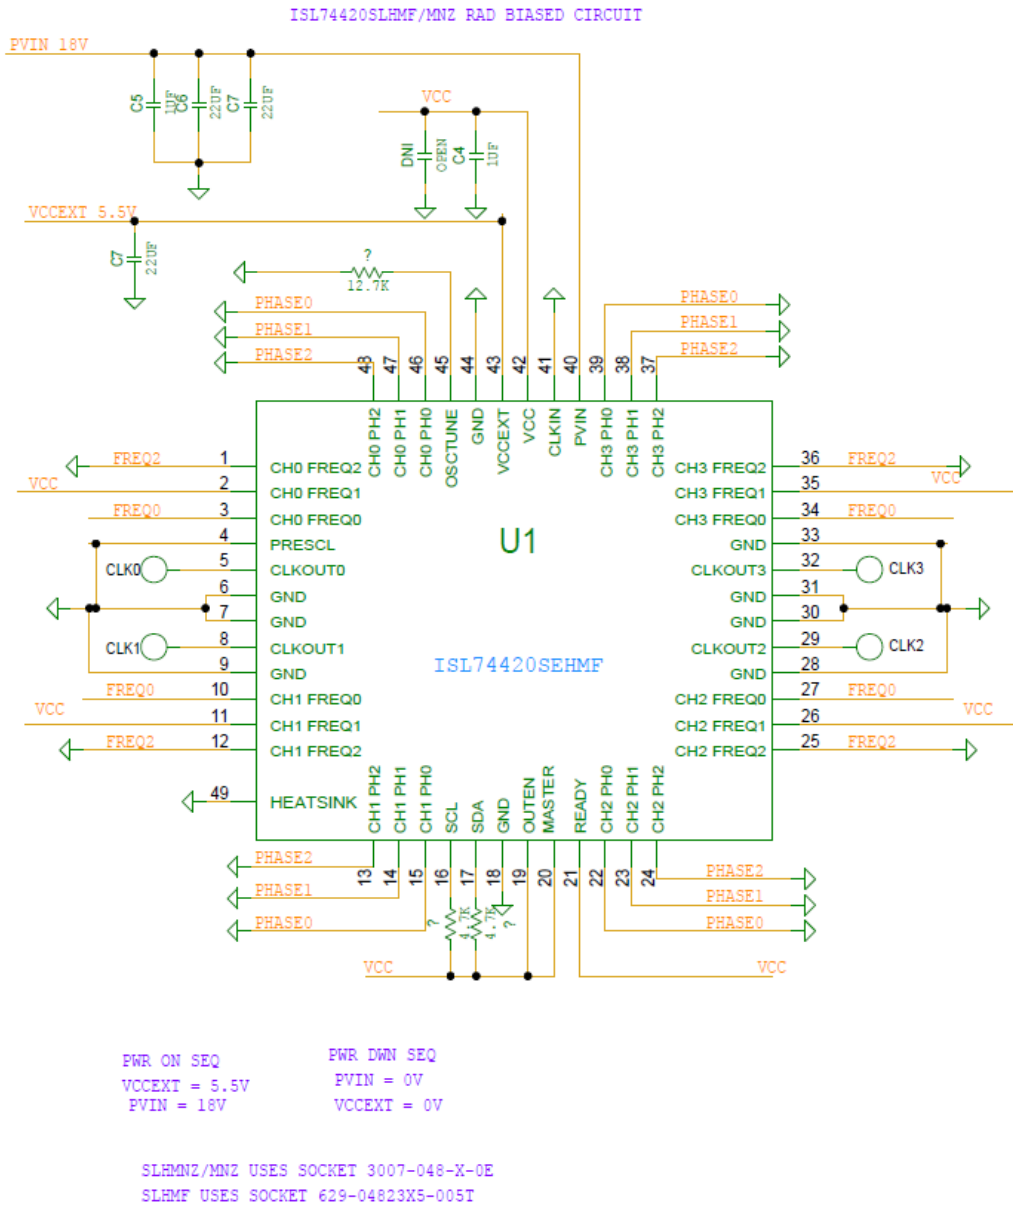 ISL74420SLHMF/MNZ RAD BIASED CIRCUIT
PVIN 18V
C5
1UF
C6
22UF
C7
22UF
VCC
DNI
OPEN
C4
1UF
VCCEXT 5.5V
C7
22UF
?
12.7K
PHASE0
PHASE1
PHASE2
PHASE0
PHASE1
PHASE2
48
47
46
45
44
43
42
41
40
39
38
37
CH0 PH2
CH0 PH1
CH0 PH0
OSCTUNE
GND
VCCEXT
VCC
CLKIN
PVIN
CH3 PH0
CH3 PH1
CH3 PH2
FREQ2 1 CH0 FREQ2
VCC 2 CH0 FREQ1
FREQ0 3 CH0 FREQ0
4 PRESCL
CLK0 5 CLKOUT0
6 GND
7 GND
CLK1 8 CLKOUT1
9 GND
FREQ0 10 CH1 FREQ0
VCC 11 CH1 FREQ1
FREQ2 12 CH1 FREQ2
49 HEATSINK
U1
ISL74420SEHMF
CH3 FREQ2 36 FREQ2
CH3 FREQ1 35 VCC
CH3 FREQ0 34 FREQ0
GND 33
CLKOUT3 32 CLK3
GND 31
GND 30
CLKOUT2 29 CLK2
GND 28
CH2 FREQ0 27 FREQ0
CH2 FREQ1 26 VCC
CH2 FREQ2 25 FREQ2
CH1 PH2
CH1 PH1
CH1 PH0
SCL
SDA
GND
OUTEN
MASTER
READY
CH2 PH0
CH2 PH1
CH2 PH2
13
14
15
16
17
18
19
20
21
22
23
24
PHASE2
PHASE1
PHASE0
?
4.7K
4.7K
?
PHASE2
PHASE1
PHASE0
VCC
VCC
PWR ON SEQ
VCCEXT = 5.5V
PVIN = 18V
PWR DWN SEQ
PVIN = 0V
VCCEXT = 0V
SLHMNZ/MNZ USES SOCKET 3007-048-X-0E
SLHMF USES SOCKET 629-04823X5-005T